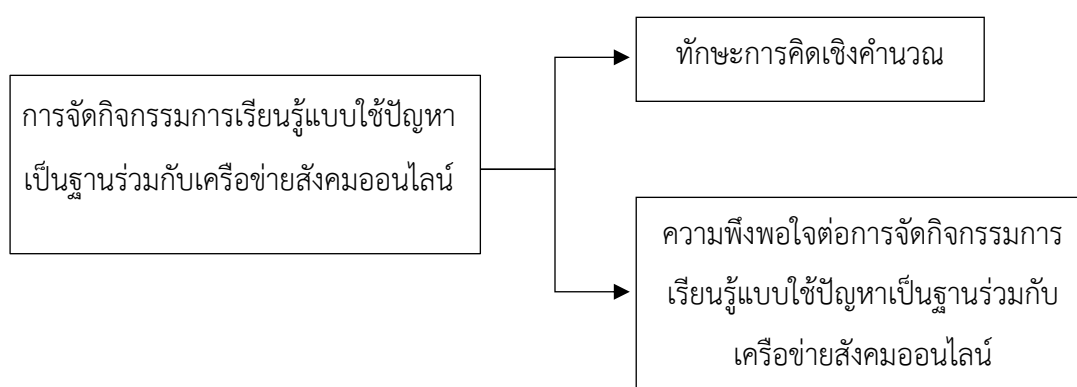 ทักษะการคิดเชิงคำนวณ
การจัดกิจกรรมการเรียนรู้แบบใช้ปัญหา
เป็นฐานร่วมกับเครือข่ายสังคมออนไลน์
ความพึงพอใจต่อการจัดกิจกรรมการ
เรียนรู้แบบใช้ปัญหาเป็นฐานร่วมกับ
เครือข่ายสังคมออนไลน์